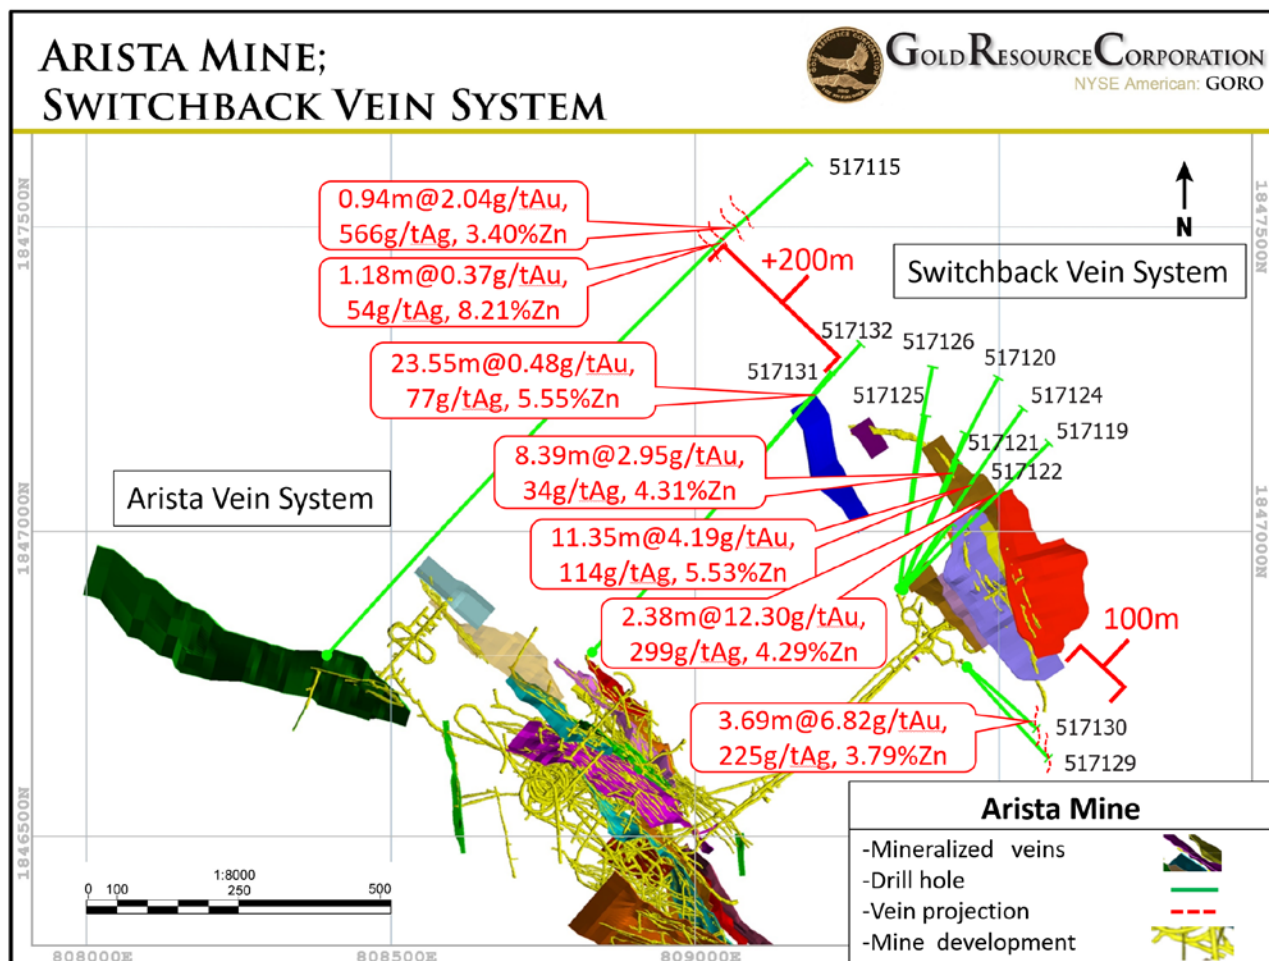 ARISTA MINE;
SWITCHBACK VEIN SYSTEM
GOLD RESOURCE CORPORATION
NYSE American: GORO
517115
0.94m@2.04g/tAu,
566g/tAg, 3.40%Zn
1.18m@0.37g/tAu,
54g/tAg, 8.21%Zn
+200m
N
Switchback Vein System
1847500N
1847500N
23.55m@0.48g/tAu,
77g/tAg, 5.55%Zn
517132
517131
517126
517120
517125
517124
517121
517119
517122
8.39m@2.95g/tAu,
34g/tAg, 4.31%Zn
Arista Vein System
11.35m@4.19g/tAu,
114g/tAg, 5.53%Zn
1847000N
1847000N
2.38m@12.30g/tAu,
299g/tAg, 4.29%Zn
100m
3.69m@6.82g/tAu,
225g/tAg, 3.79%Zn
517130
517129
1846500N
Arista Mine
-Mineralized veins
-Drill hole
-Vein projection
-Mine development
1:8000
0 100 250 500
808000E
808500E
809000E